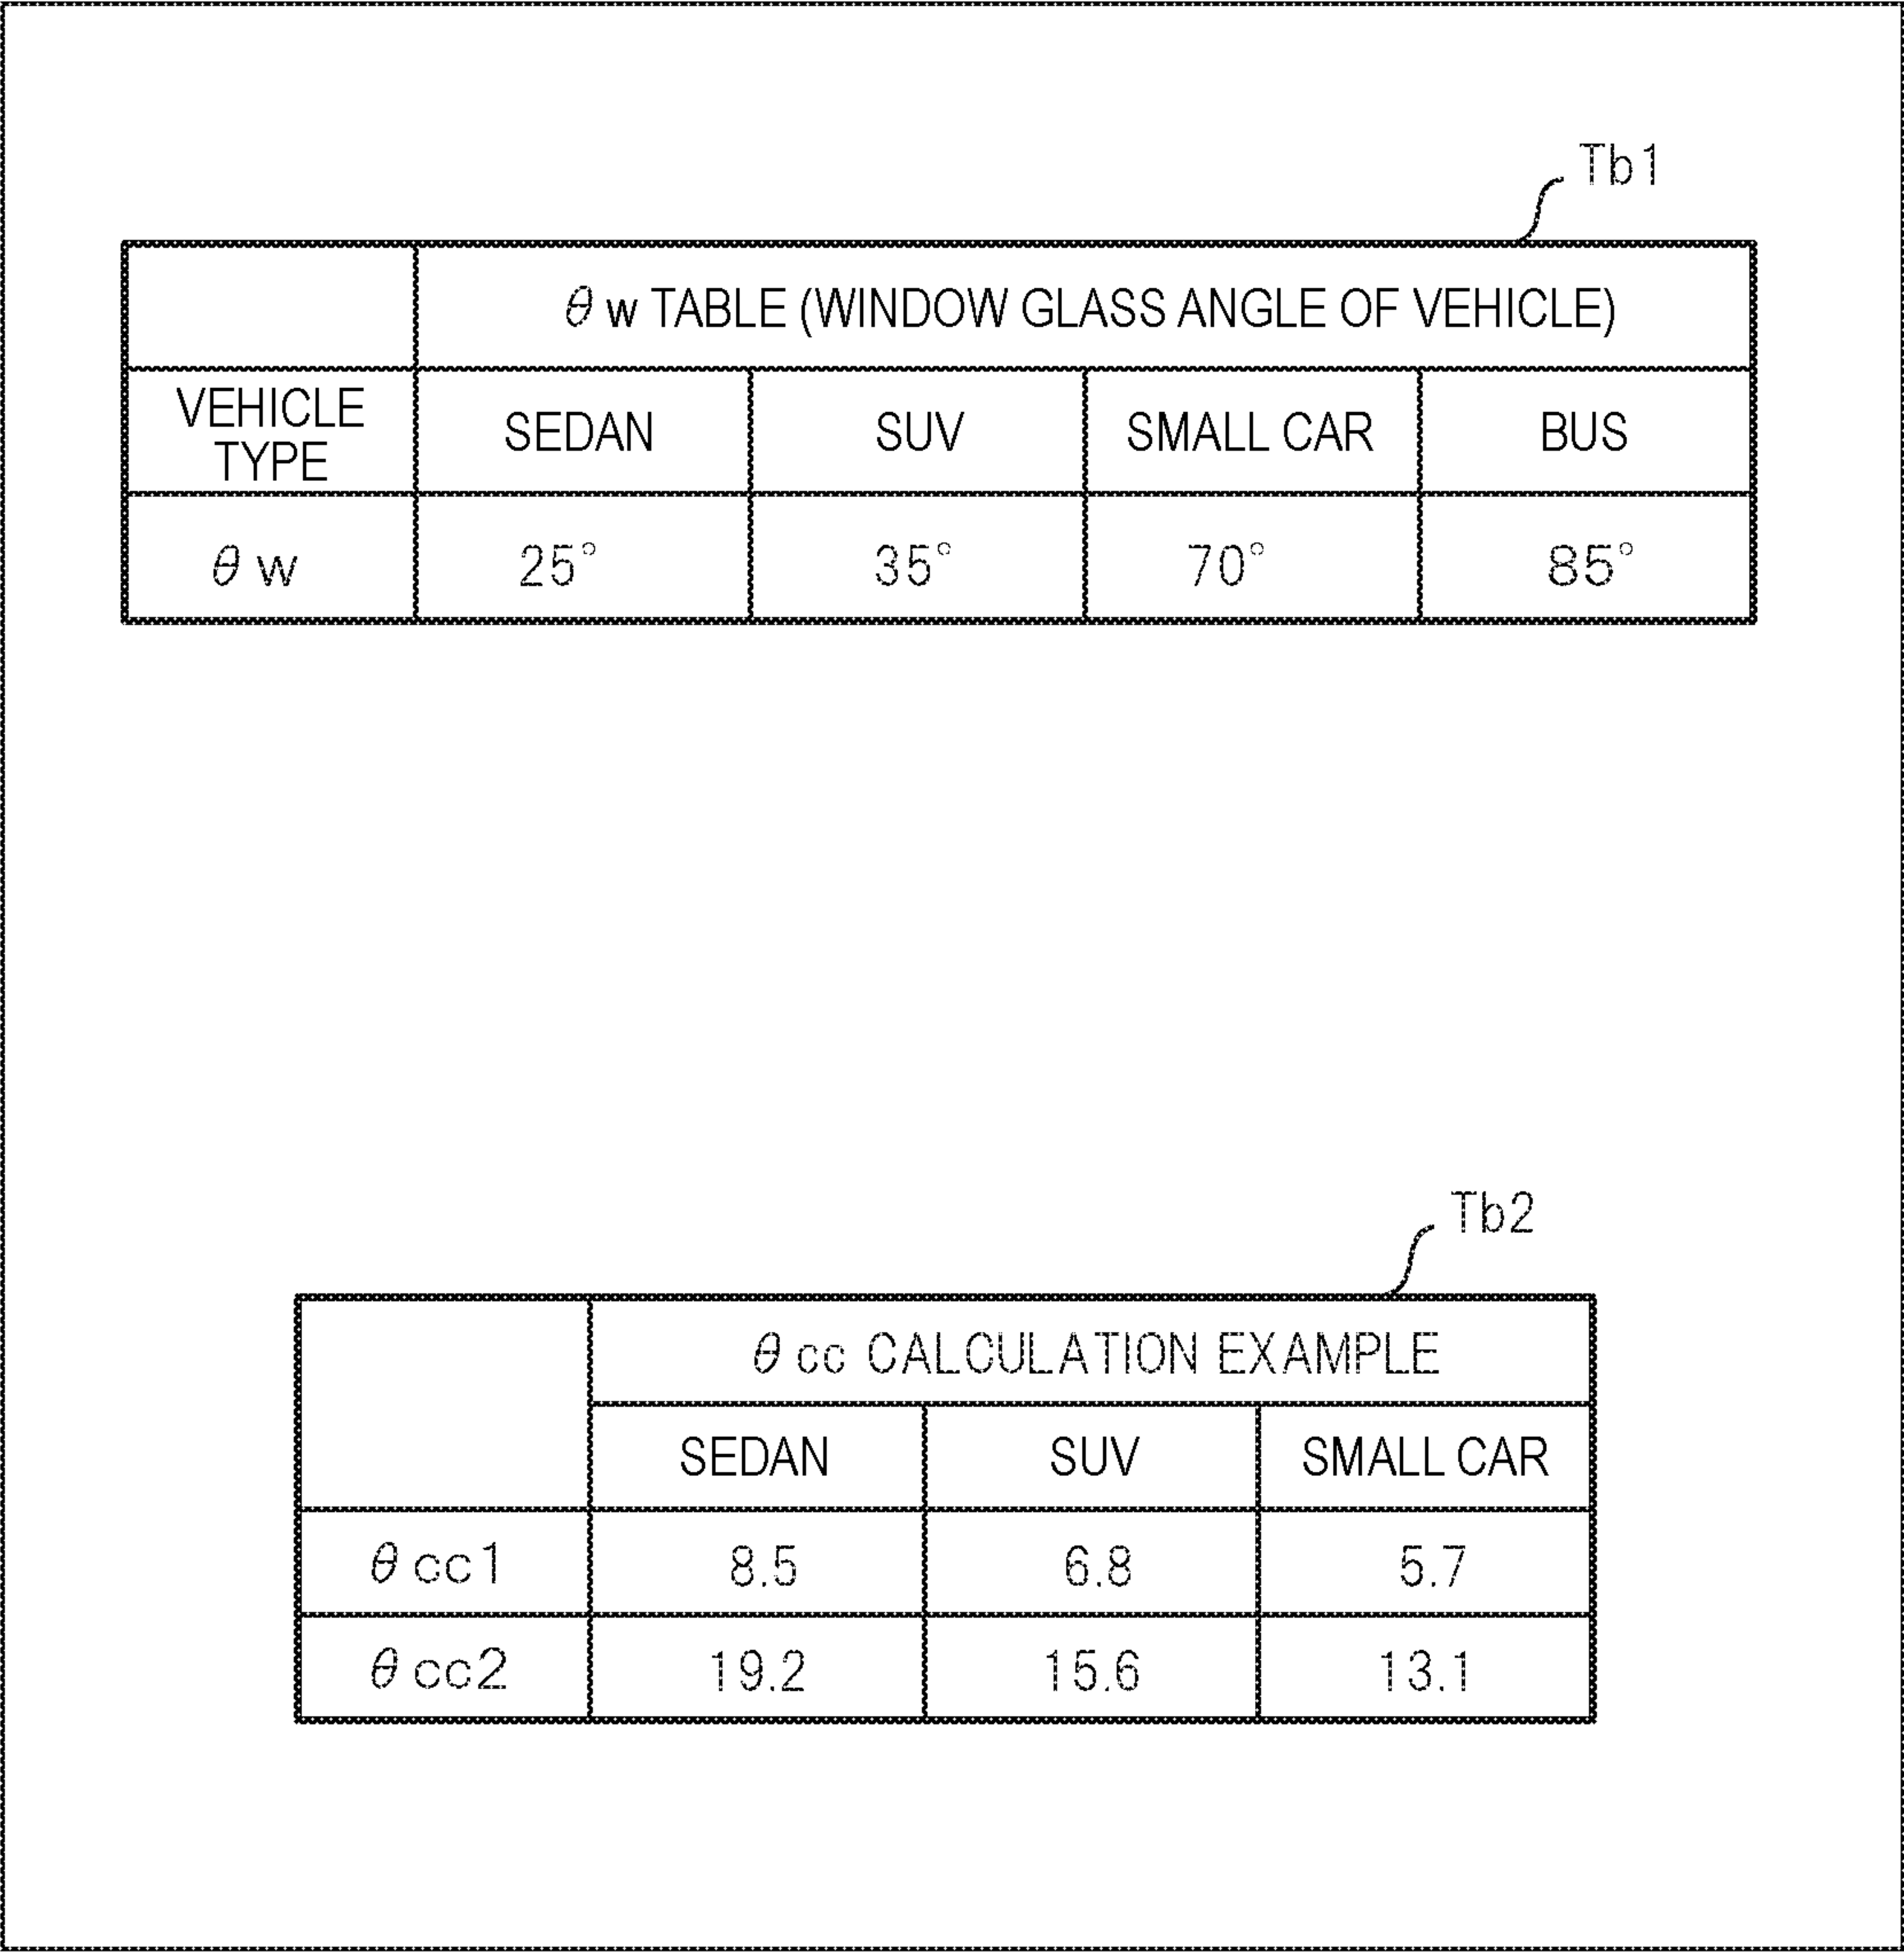 Tb1
θw TABLE (WINDOW GLASS ANGLE OF VEHICLE)
VEHICLE TYPE SEDAN SUV SMALL CAR BUS
θw 25° 35° 70° 85°
Tb2
θcc CALCULATION EXAMPLE
SEDAN SUV SMALL CAR
θcc1 8.5 6.8 5.7
θcc2 19.2 15.6 13.1